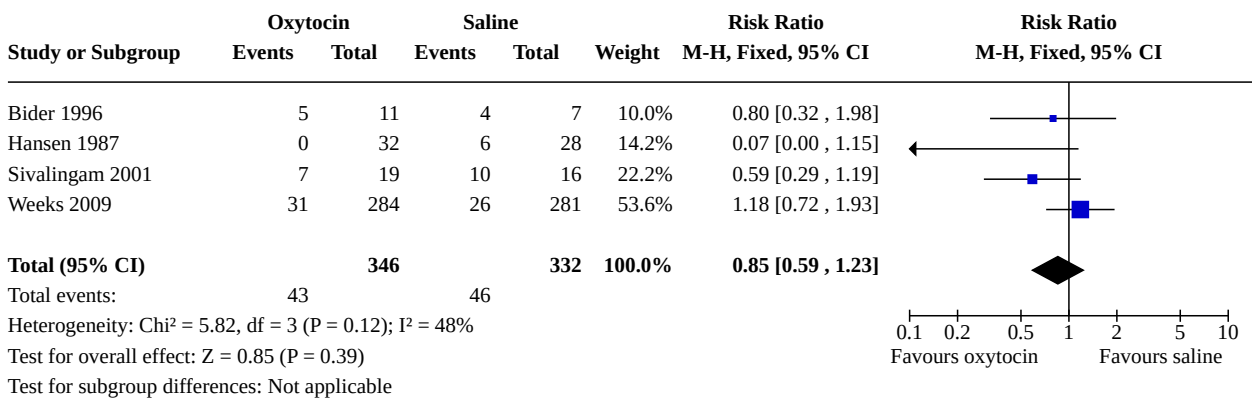 Oxytocin Saline Risk Ratio Risk Ratio
Study or Subgroup Events Total Events Total Weight M-H, Fixed, 95% CI M-H, Fixed, 95% CI
Bider 1996 5 11 4 7 10.0% 0.80 [0.32 , 1.98]
Hansen 1987 0 32 6 28 14.2% 0.07 [0.00 , 1.15]
Sivalingam 2001 7 19 10 16 22.2% 0.59 [0.29 , 1.19]
Weeks 2009 31 284 26 281 53.6% 1.18 [0.72 , 1.93]
Total (95% CI) 346 332 100.0% 0.85 [0.59 , 1.23]
Total events: 43 46
Heterogeneity: Chi² = 5.82, df = 3 (P = 0.12); I² = 48%
Test for overall effect: Z = 0.85 (P = 0.39)
Test for subgroup differences: Not applicable
0.1 0.2 0.5 1 2 5 10
Favours oxytocin Favours saline